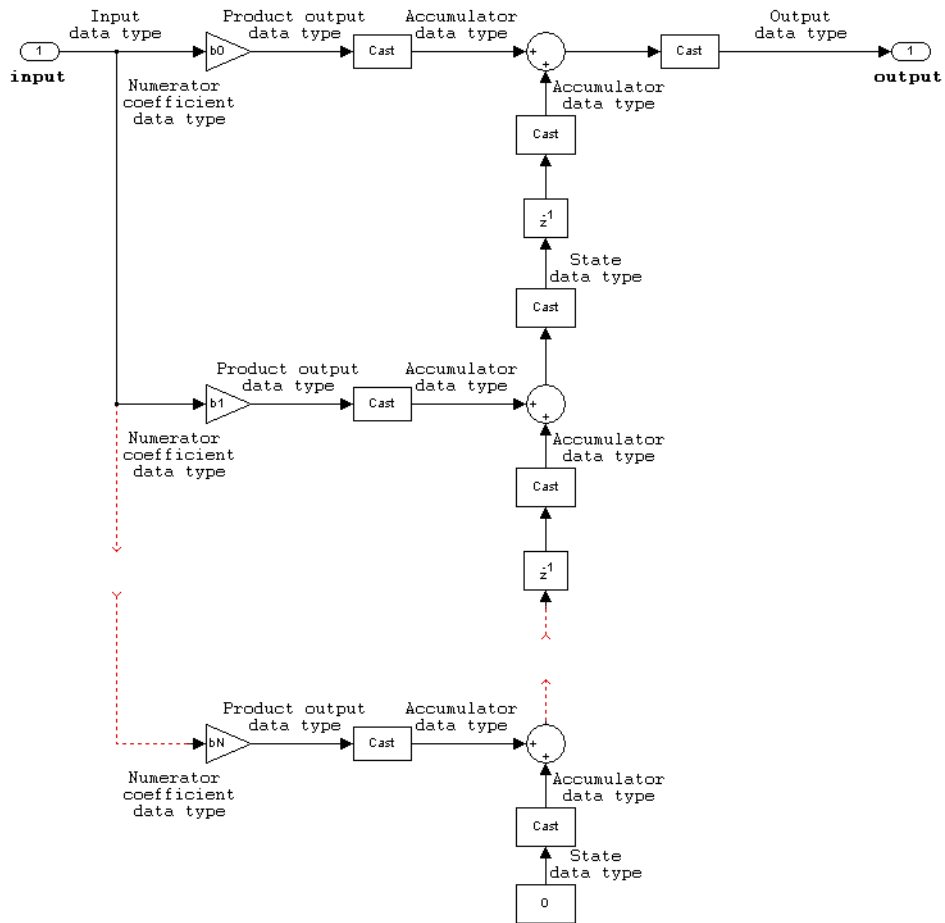 Input
data type
Product output
data type
Accumulator
data type
Output
data type
1
input
b0
Cast
+
+
Cast
1
output
Numerator
coefficient
data type
Accumulator
data type
Cast
z-1
State
data type
Cast
Product output
data type
Accumulator
data type
b1
Cast
+
+
Numerator
coefficient
data type
Accumulator
data type
Cast
z-1
Product output
data type
Accumulator
data type
bN
Cast
+
+
Numerator
coefficient
data type
Accumulator
data type
Cast
State
data type
0